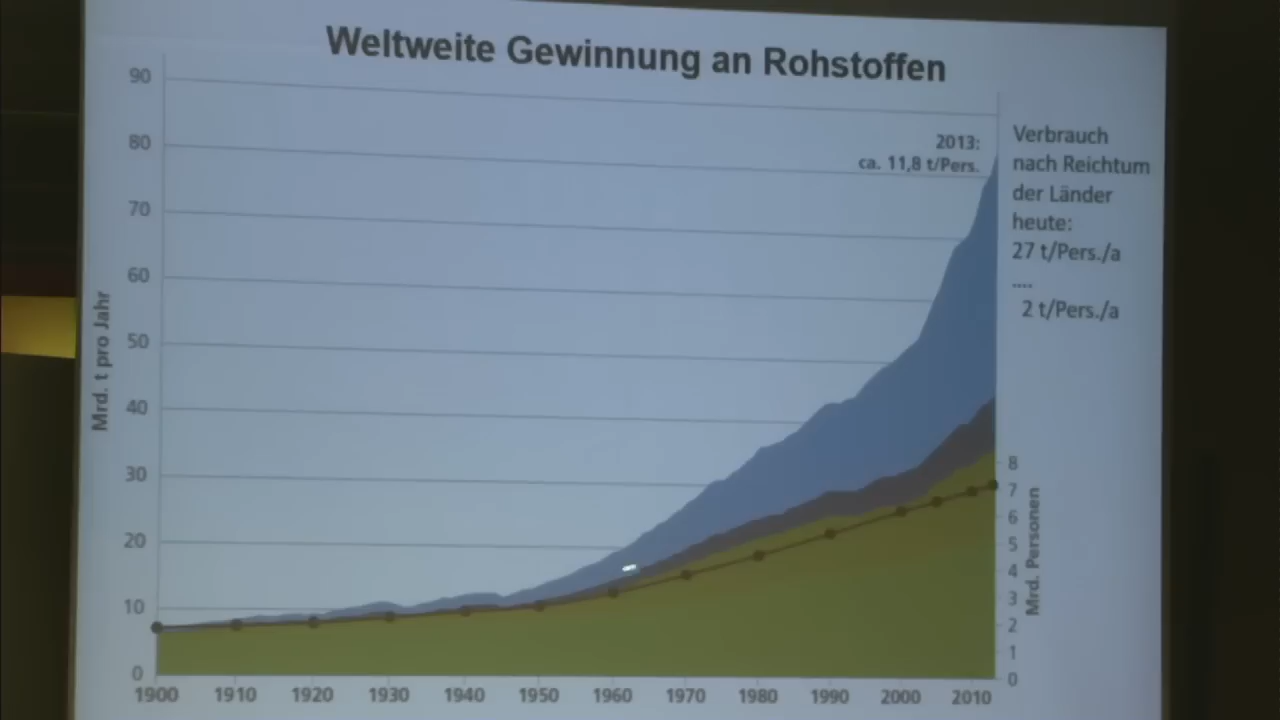 Weltweite Gewinnung an Rohstoffen
90
80
70
60
50
40
30
20
10
0
Mrd. t pro Jahr
2013:
ca. 11,8 t/Pers.
Verbrauch
nach Reichtum
der Länder
heute:
27 t/Pers./a
....
2 t/Pers./a
8
7
6
5
4
3
2
1
0
Mrd. Personen
1900 1910 1920 1930 1940 1950 1960 1970 1980 1990 2000 2010